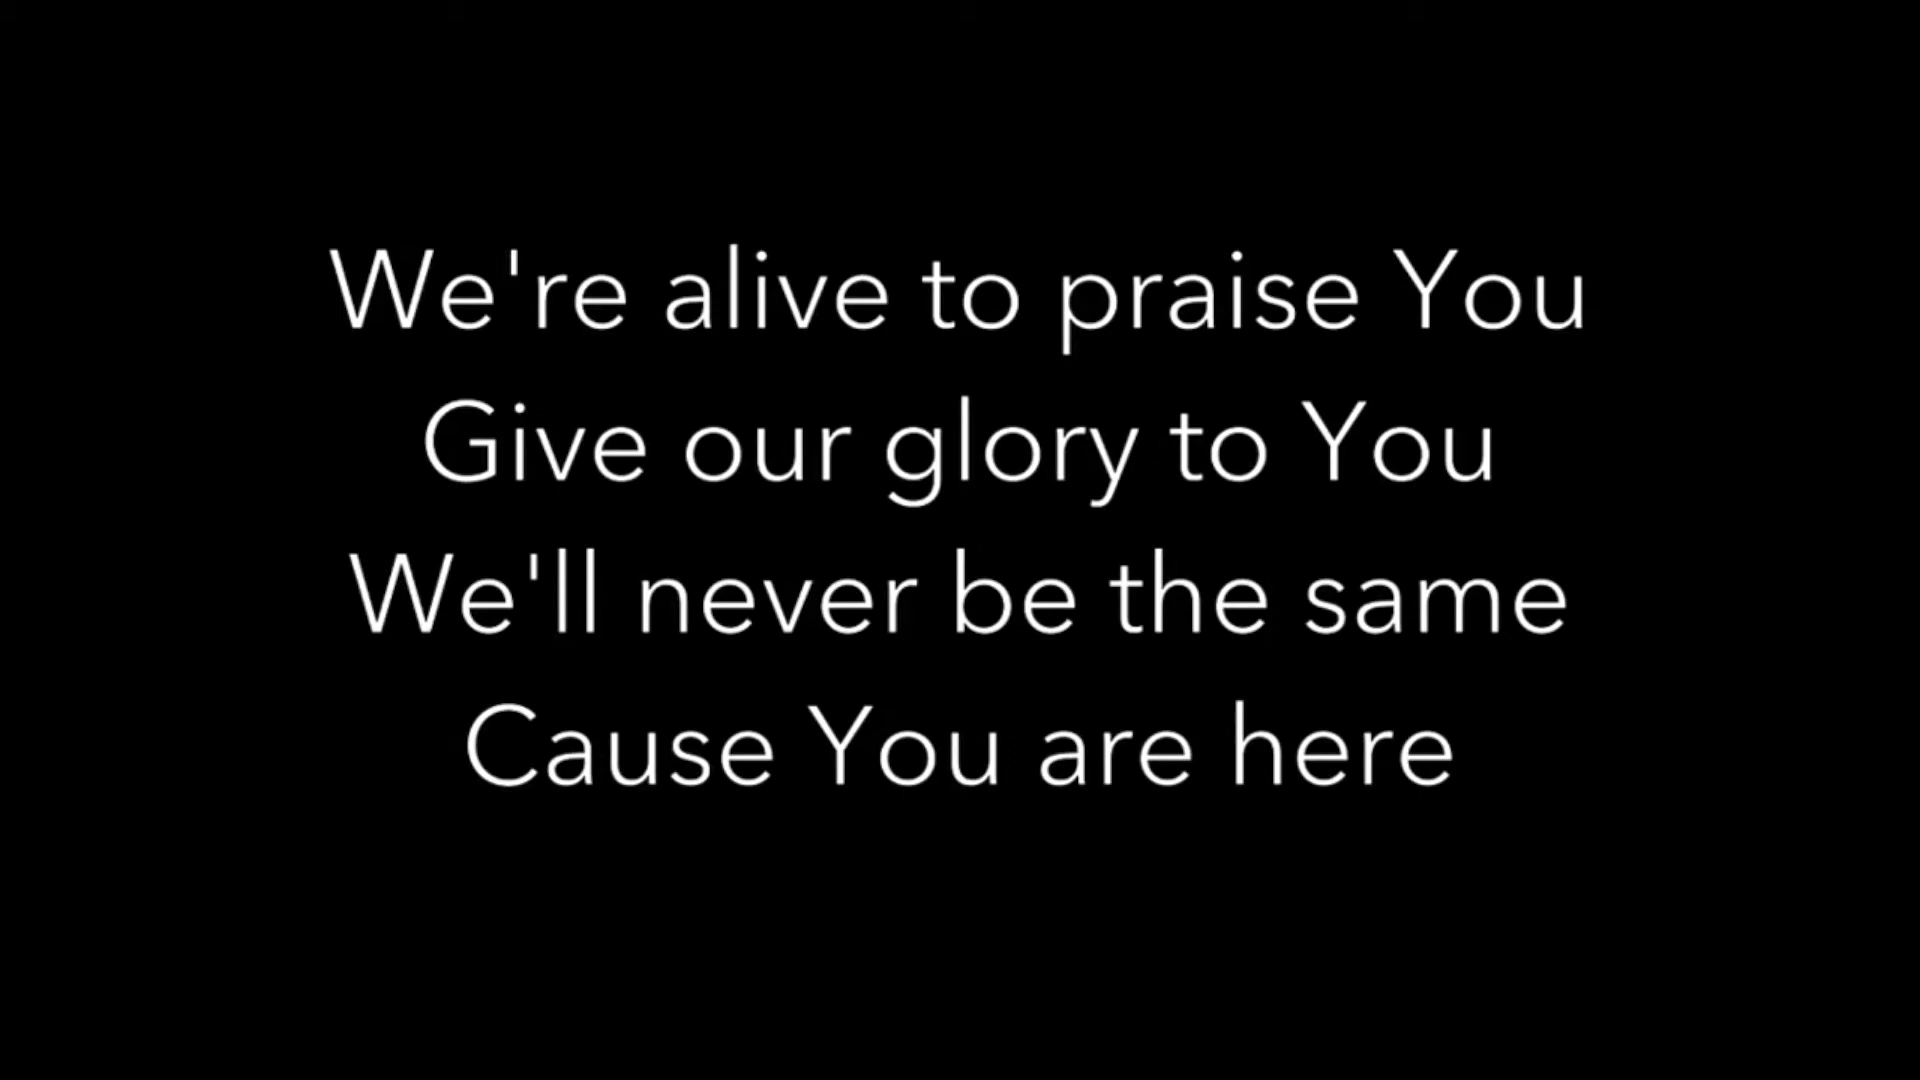 We're alive to praise You
Give our glory to You
We'll never be the same
Cause You are here